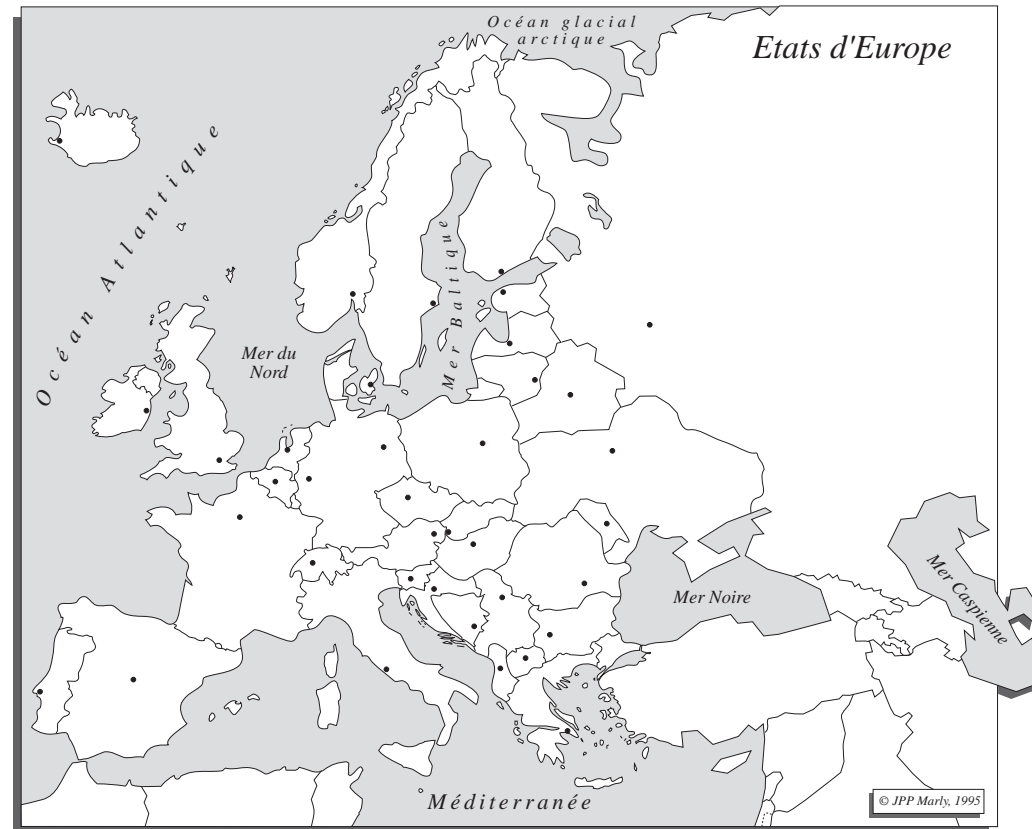 Océan glacial
arctique
Etats d'Europe
Océan Atlantique
Mer Baltique
Mer du
Nord
Mer Noire
Mer Caspienne
Méditerranée
© JPP Marly, 1995